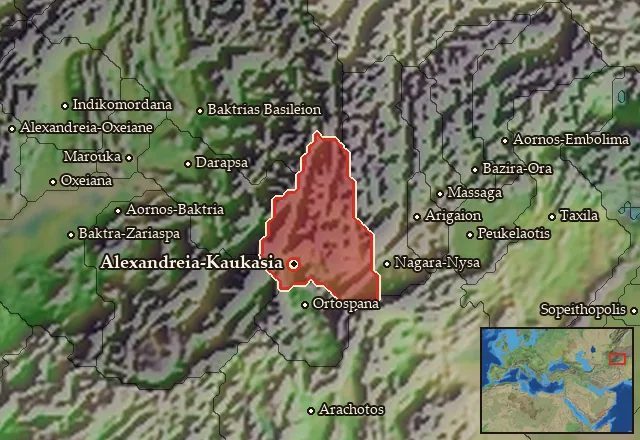 Indikomordana
Baktrias Basileion
Alexandreia-Oxeiane
Aornos-Embolima
Marouka
Darapsa
Bazira-Ora
Oxeiana
Massaga
Aornos-Baktria
Arigaion
Taxila
Baktra-Zariaspa
Peukelaotis
Alexandreia-Kaukasia
Nagara-Nysa
Ortospana
Sopeithopolis
Arachotos